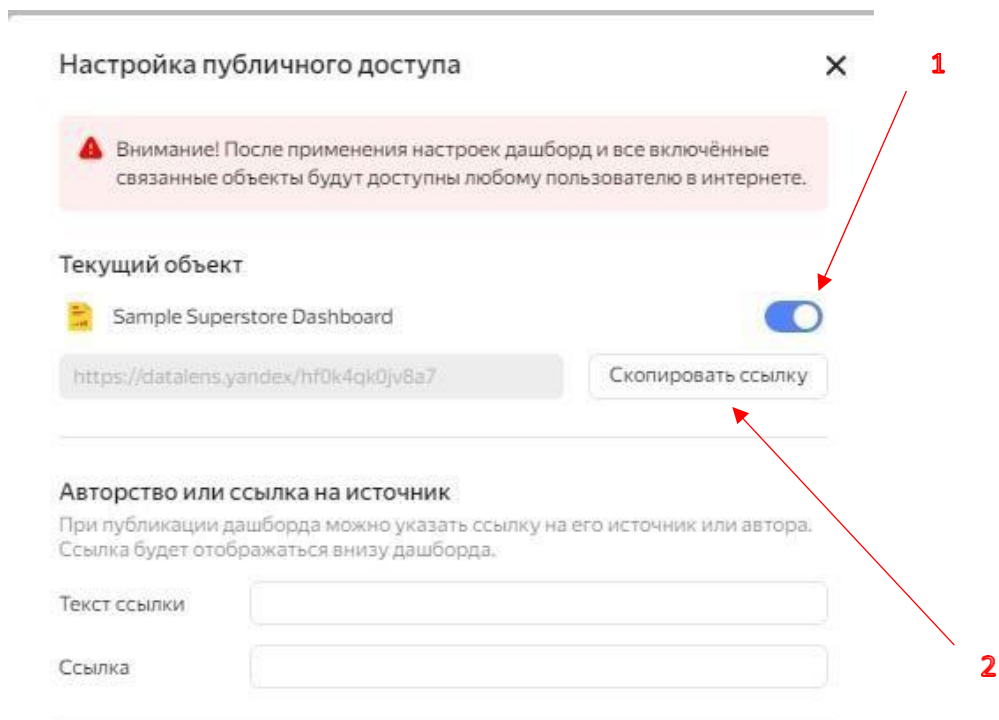 Настройка публичного доступа
1
Внимание! После применения настроек дашборд и все включённые
связанные объекты будут доступны любому пользователю в интернете.
Текущий объект
Sample Superstore Dashboard
https://datalens.yandex/hf0k4qk0jv8a7
Скопировать ссылку
Авторство или ссылка на источник
При публикации дашборда можно указать ссылку на его источник или автора.
Ссылка будет отображаться внизу дашборда.
Текст ссылки
Ссылка
2